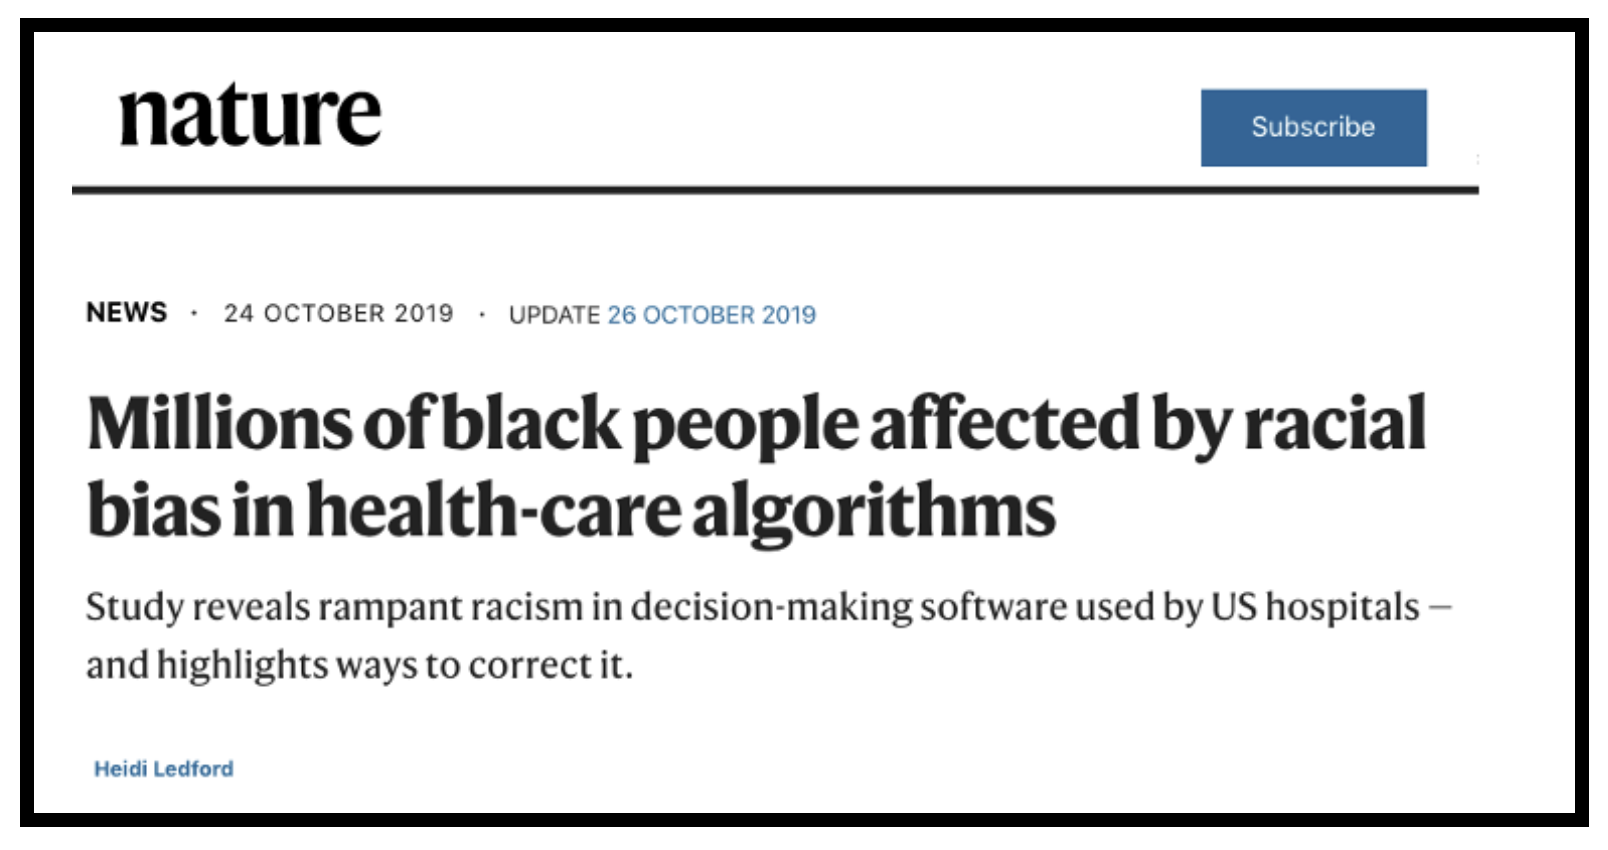 nature
Subscribe
NEWS · 24 OCTOBER 2019 · UPDATE 26 OCTOBER 2019
Millions of black people affected by racial
bias in health-care algorithms
Study reveals rampant racism in decision-making software used by US hospitals —
and highlights ways to correct it.
Heidi Ledford